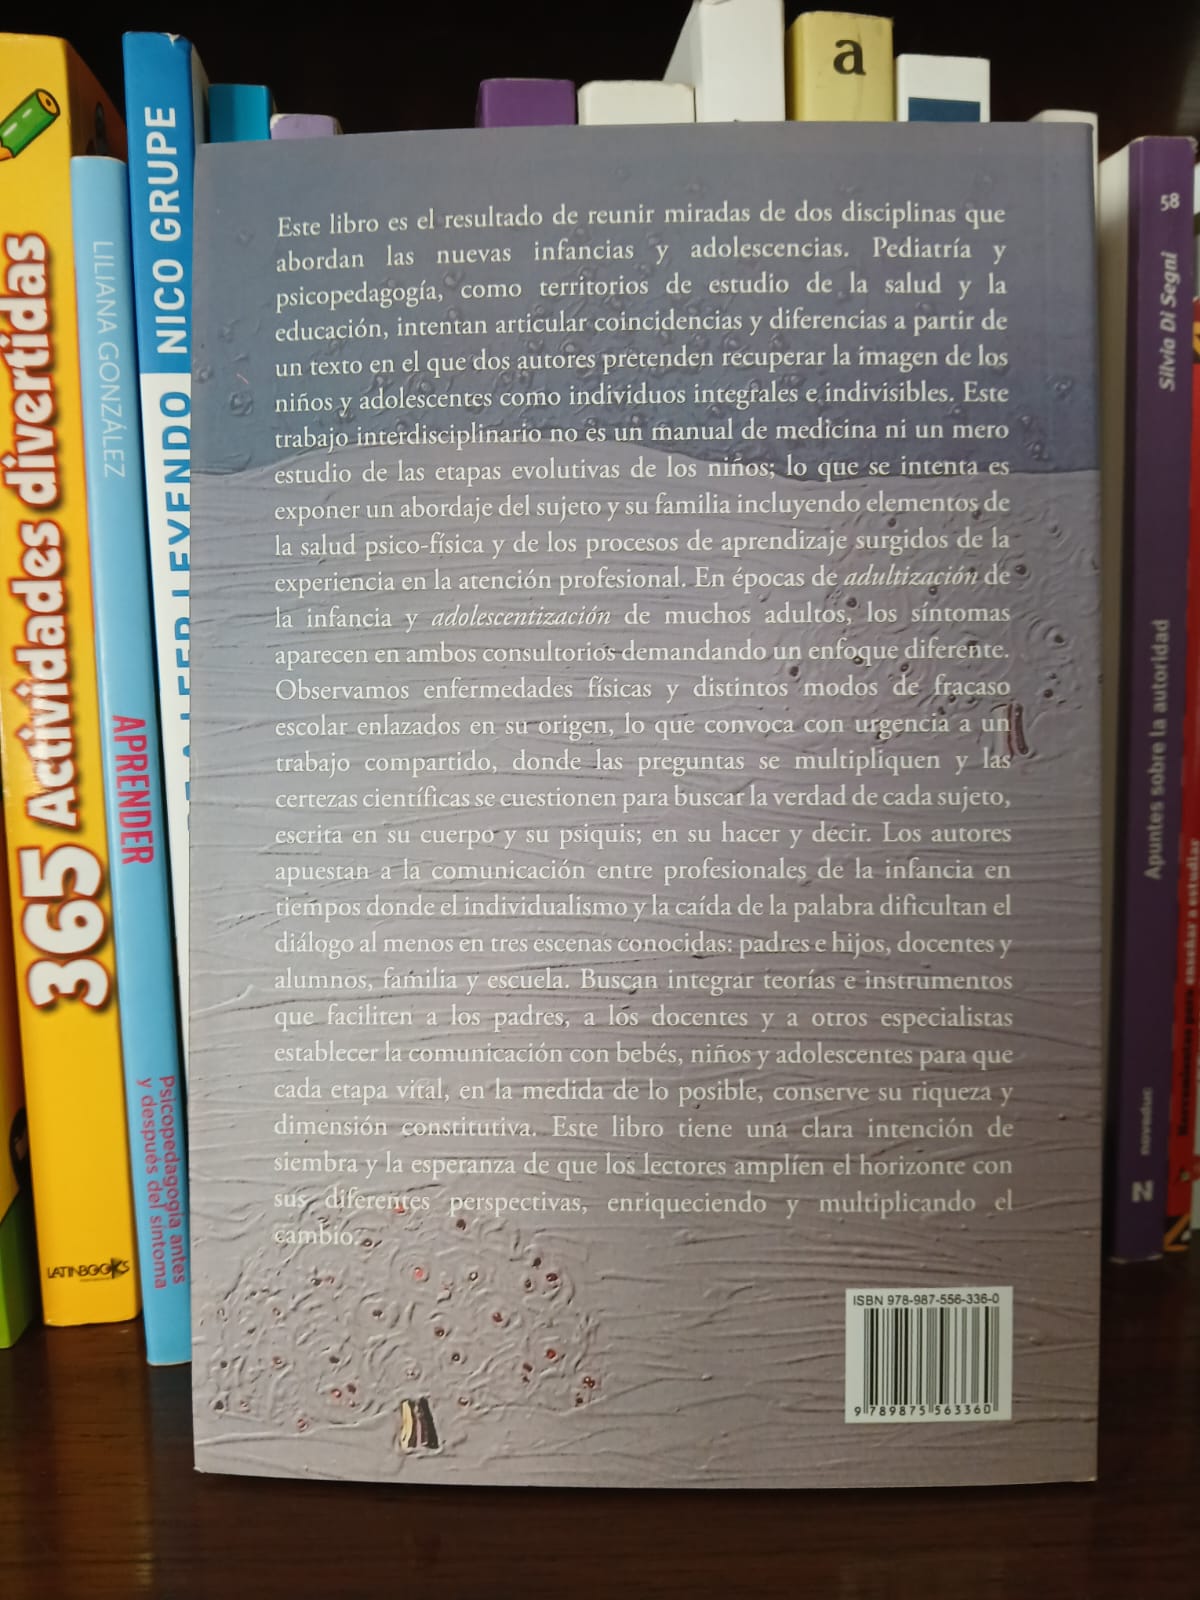 365 Actividades divertidas
LATINBOOKS
LILIANA GONZÁLEZ
APRENDER
Psicopedagogía antes
y después del síntoma
NICO GRUPE
LEYENDO
a
Este libro es el resultado de reunir miradas de dos disciplinas que
abordan las nuevas infancias y adolescencias. Pediatría y
psicopedagogía, como territorios de estudio de la salud y la
educación, intentan articular coincidencias y diferencias a partir de
un texto en el que dos autores pretenden recuperar la imagen de los
niños y adolescentes como individuos integrales e indivisibles. Este
trabajo interdisciplinario no es un manual de medicina ni un mero
estudio de las etapas evolutivas de los niños; lo que se intenta es
exponer un abordaje del sujeto y su familia incluyendo elementos de
la salud psico-física y de los procesos de aprendizaje surgidos de la
experiencia en la atención profesional. En épocas de adultización de
la infancia y adolescentización de muchos adultos, los síntomas
aparecen en ambos consultorios demandando un enfoque diferente.
Observamos enfermedades físicas y distintos modos de fracaso
escolar enlazados en su origen, lo que convoca con urgencia a un
trabajo compartido, donde las preguntas se multipliquen y las
certezas científicas se cuestionen para buscar la verdad de cada sujeto,
escrita en su cuerpo y su psiquis; en su hacer y decir. Los autores
apuestan a la comunicación entre profesionales de la infancia en
tiempos donde el individualismo y la caída de la palabra dificultan el
diálogo al menos en tres escenas conocidas: padres e hijos, docentes y
alumnos, familia y escuela. Buscan integrar teorías e instrumentos
que faciliten a los padres, a los docentes y a otros especialistas
establecer la comunicación con bebés, niños y adolescentes para que
cada etapa vital, en la medida de lo posible, conserve su riqueza y
dimensión constitutiva. Este libro tiene una clara intención de
siembra y la esperanza de que los lectores amplíen el horizonte con
sus diferentes perspectivas, enriqueciendo y multiplicando el
cambio.
ISBN 978-987-556-336-0
9 789875 563360
58
Silvia Di Segni
Apuntes sobre la autoridad
noveduc
para enseñar a estudiar